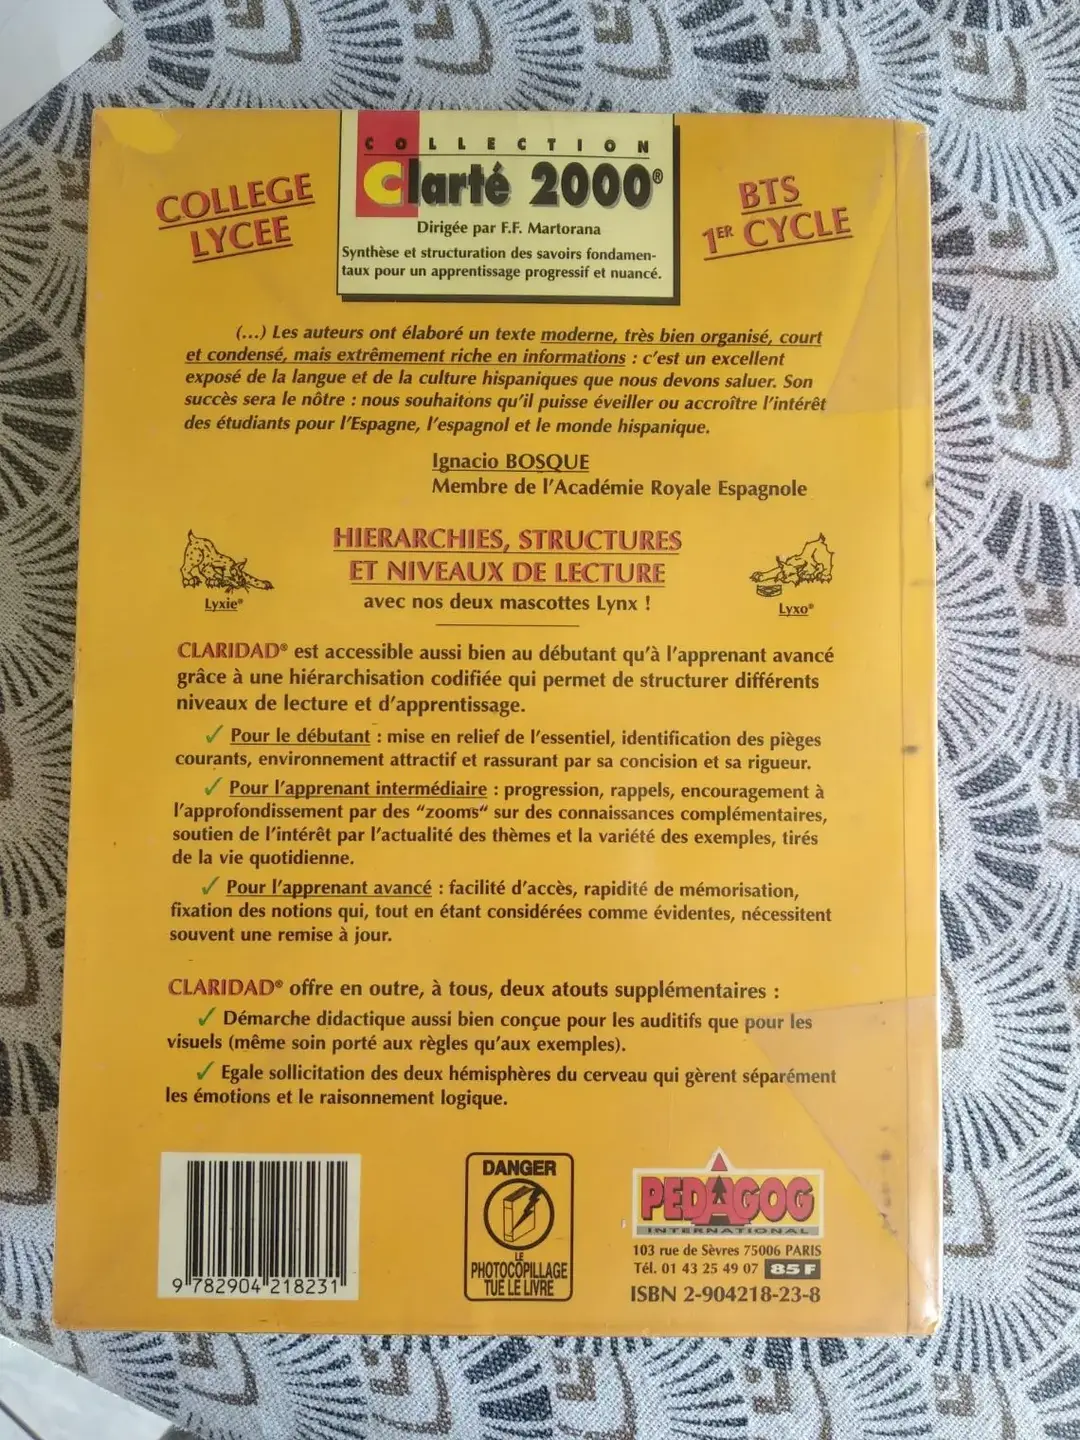 COLLECTION
Clarté 2000®
Dirigée par F.F. Martorana
Synthèse et structuration des savoirs fondamen-
taux pour un apprentissage progressif et nuancé.
COLLEGE
LYCEE
BTS
1ER CYCLE
(...) Les auteurs ont élaboré un texte moderne, très bien organisé, court
et condensé, mais extrêmement riche en informations : c'est un excellent
exposé de la langue et de la culture hispaniques que nous devons saluer. Son
succès sera le nôtre : nous souhaitons qu'il puisse éveiller ou accroître l'intérêt
des étudiants pour l'Espagne, l'espagnol et le monde hispanique.
Ignacio BOSQUE
Membre de l'Académie Royale Espagnole
HIERARCHIES, STRUCTURES
ET NIVEAUX DE LECTURE
avec nos deux mascottes Lynx !
Lyxie®
Lyxo®
CLARIDAD® est accessible aussi bien au débutant qu'à l'apprenant avancé
grâce à une hiérarchisation codifiée qui permet de structurer différents
niveaux de lecture et d'apprentissage.
✓ Pour le débutant : mise en relief de l'essentiel, identification des pièges
courants, environnement attractif et rassurant par sa concision et sa rigueur.
✓ Pour l'apprenant intermédiaire : progression, rappels, encouragement à
l'approfondissement par des "zooms" sur des connaissances complémentaires,
soutien de l'intérêt par l'actualité des thèmes et la variété des exemples, tirés
de la vie quotidienne.
✓ Pour l'apprenant avancé : facilité d'accès, rapidité de mémorisation,
fixation des notions qui, tout en étant considérées comme évidentes, nécessitent
souvent une remise à jour.
CLARIDAD® offre en outre, à tous, deux atouts supplémentaires :
✓ Démarche didactique aussi bien conçue pour les auditifs que pour les
visuels (même soin porté aux règles qu'aux exemples).
✓ Egale sollicitation des deux hémisphères du cerveau qui gèrent séparément
les émotions et le raisonnement logique.
9 782904 218231
DANGER
LE
PHOTOCOPILLAGE
TUE LE LIVRE
PEDAGOG
INTERNATIONAL
103 rue de Sèvres 75006 PARIS
Tél. 01 43 25 49 07 85 F
ISBN 2-904218-23-8